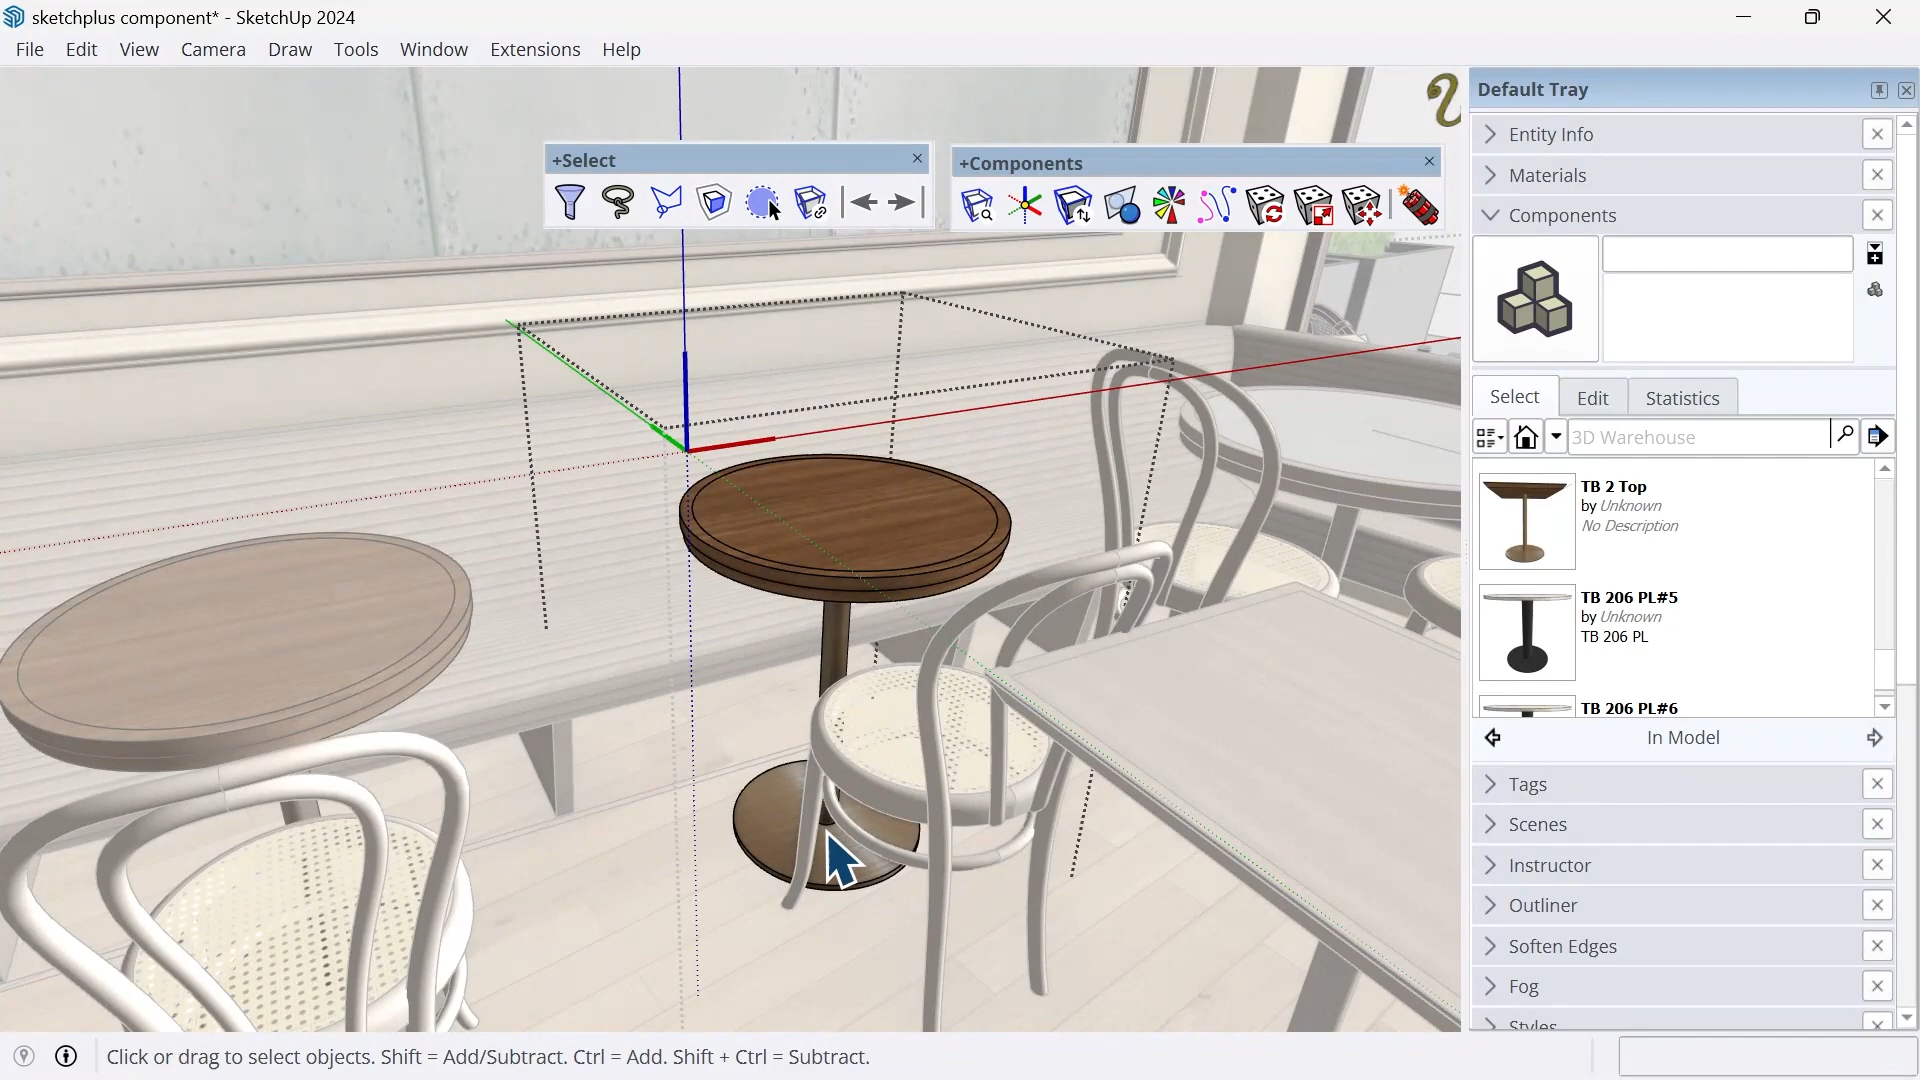 sketchplus component* - SketchUp 2024
File Edit View Camera Draw Tools Window Extensions Help
Default Tray
Entity Info
Materials
Components
+Select
+Components
Select Edit Statistics
3D Warehouse
TB 2 Top
by Unknown
No Description
TB 206 PL#5
by Unknown
TB 206 PL
TB 206 PL#6
In Model
Tags
Scenes
Instructor
Outliner
Soften Edges
Fog
Styles
Click or drag to select objects. Shift = Add/Subtract. Ctrl = Add. Shift + Ctrl = Subtract.